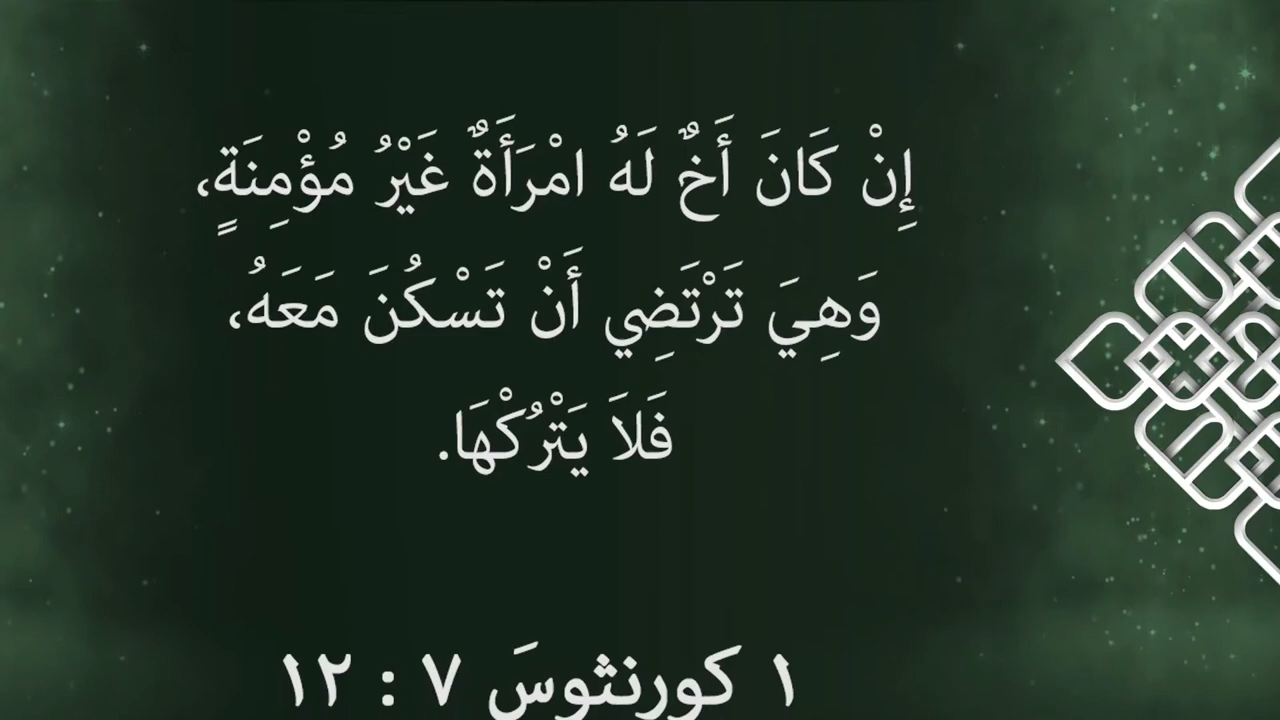 إِنْ كَانَ أَخٌ لَهُ امْرَأَةٌ غَيْرُ مُؤْمِنَةٍ،
وَهِيَ تَرْتَضِي أَنْ تَسْكُنَ مَعَهُ،
فَلاَ يَتْرُكْهَا.
١ كورنثوسَ ٧ : ١٢